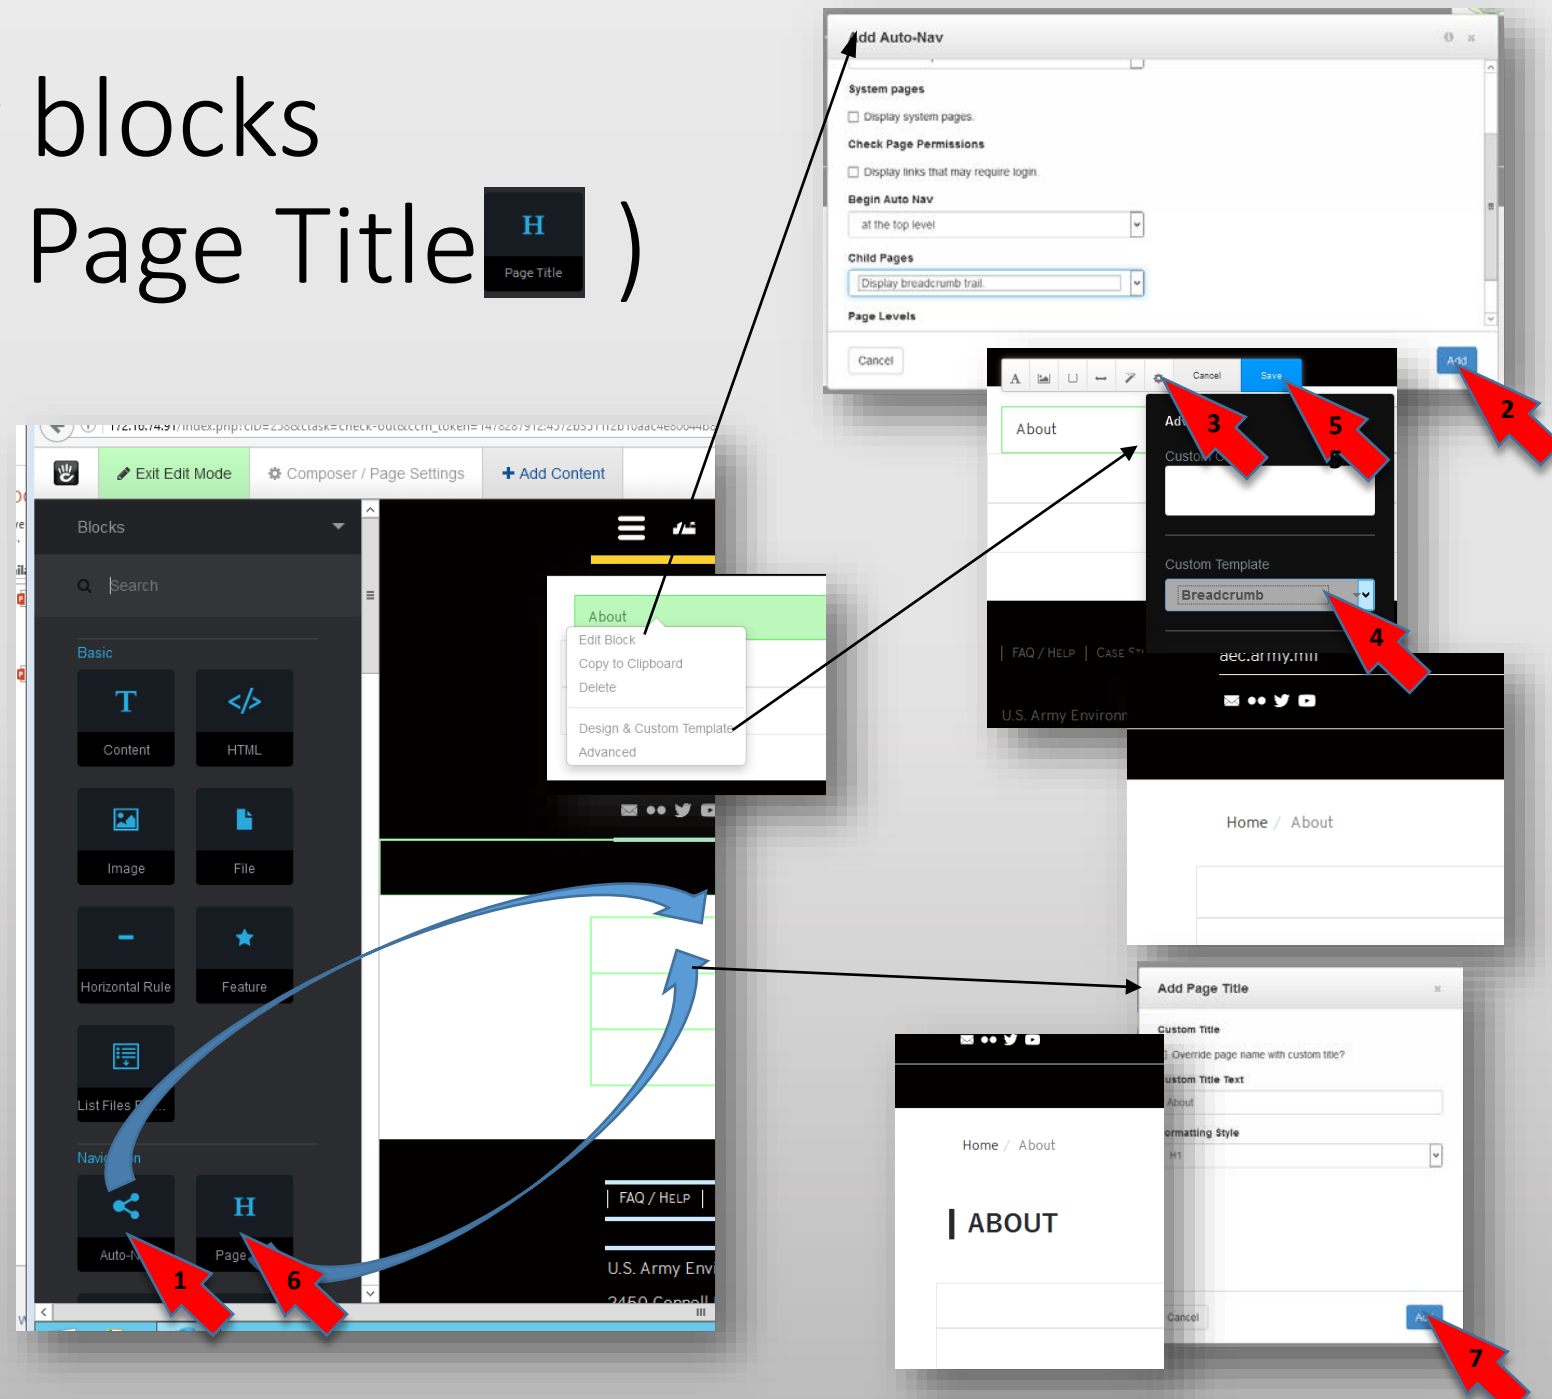 blocks
Page Title
H
Page Title
)
Add Auto-Nav
System pages
Display system pages.
Check Page Permissions
Display links that may require login.
Begin Auto Nav
at the top level
Child Pages
Display breadcrumb trail.
Page Levels
Cancel
Add
2
A
Cancel
Save
3
5
5
About
Custom
Custom Template
Breadcrumb
4
FAQ / HELP | CASE
U.S. Army
aec.army.mil
Home / About
Exit Edit Mode
Composer / Page Settings
+ Add Content
Blocks
Search
Basic
T
Content
</>
HTML
Image
File
Horizontal Rule
Feature
List Files
Auto-N
H
Page
1
6
About
Edit Block
Copy to Clipboard
Delete
Design & Custom Template
Advanced
| FAQ / HELP |
U.S. Army Envi
Add Page Title
Custom Title
Override page name with custom title?
Custom Title Text
About
Formatting Style
H1
Cancel
Add
7
Home / About
ABOUT